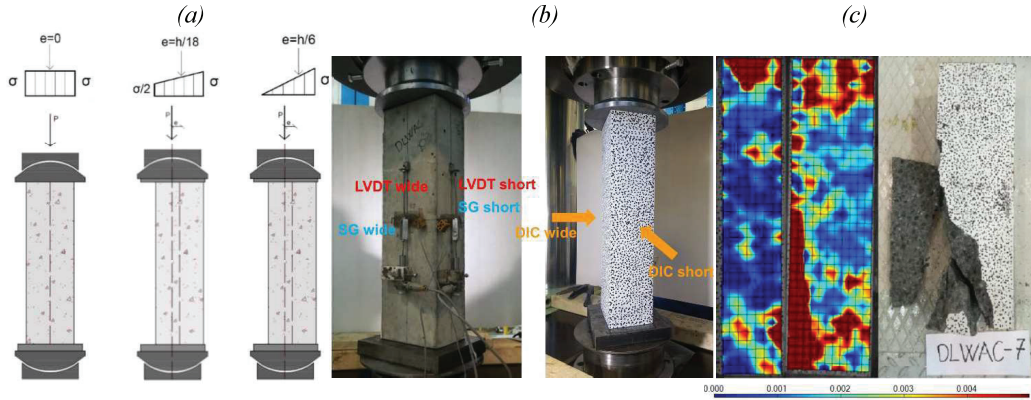 (a)
(b)
(c)
e=0
e=h/18
e=h/6
σ
σ
σ/2
σ
σ
P
P
e
P
e
DLWAC
LVDT wide
LVDT short
SG short
SG wide
DIC wide
DIC short
DLWAC-7
0.000
0.001
0.002
0.003
0.004